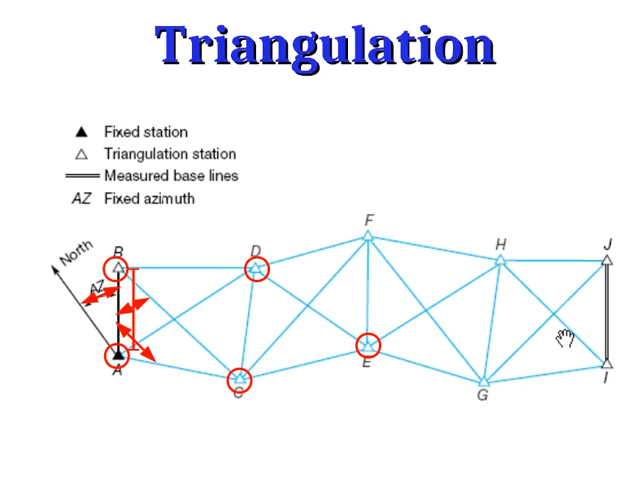 Triangulation
Fixed station
Triangulation station
Measured base lines
AZ Fixed azimuth
North
AZ
B
D
F
H
J
A
C
E
G
I